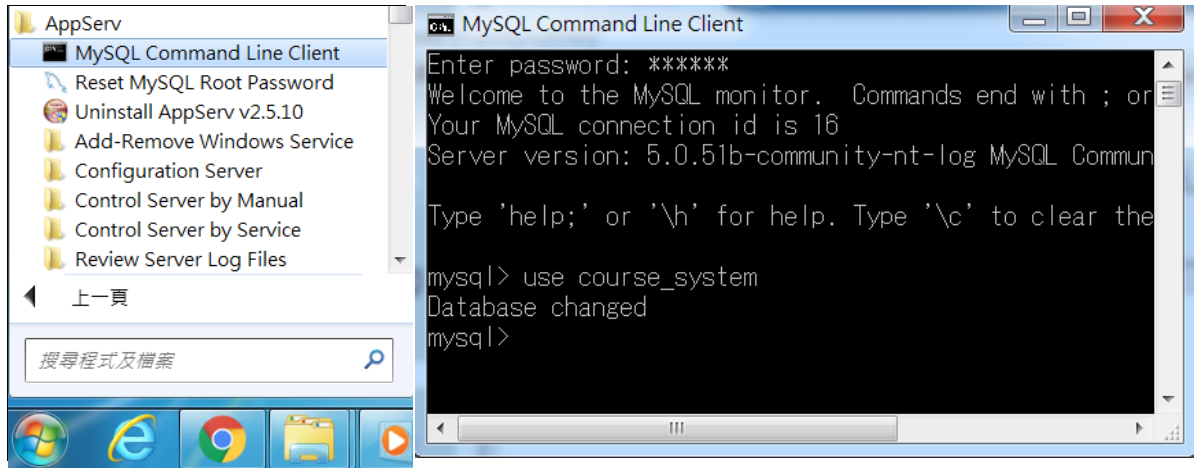 AppServ
MySQL Command Line Client
Reset MySQL Root Password
Uninstall AppServ v2.5.10
Add-Remove Windows Service
Configuration Server
Control Server by Manual
Control Server by Service
Review Server Log Files
上一頁
搜尋程式及檔案
MySQL Command Line Client
Enter password: ******
Welcome to the MySQL monitor.  Commands end with ; or
Your MySQL connection id is 16
Server version: 5.0.51b-community-nt-log MySQL Commun
Type 'help;' or '\h' for help. Type '\c' to clear the
mysql> use course_system
Database changed
mysql>